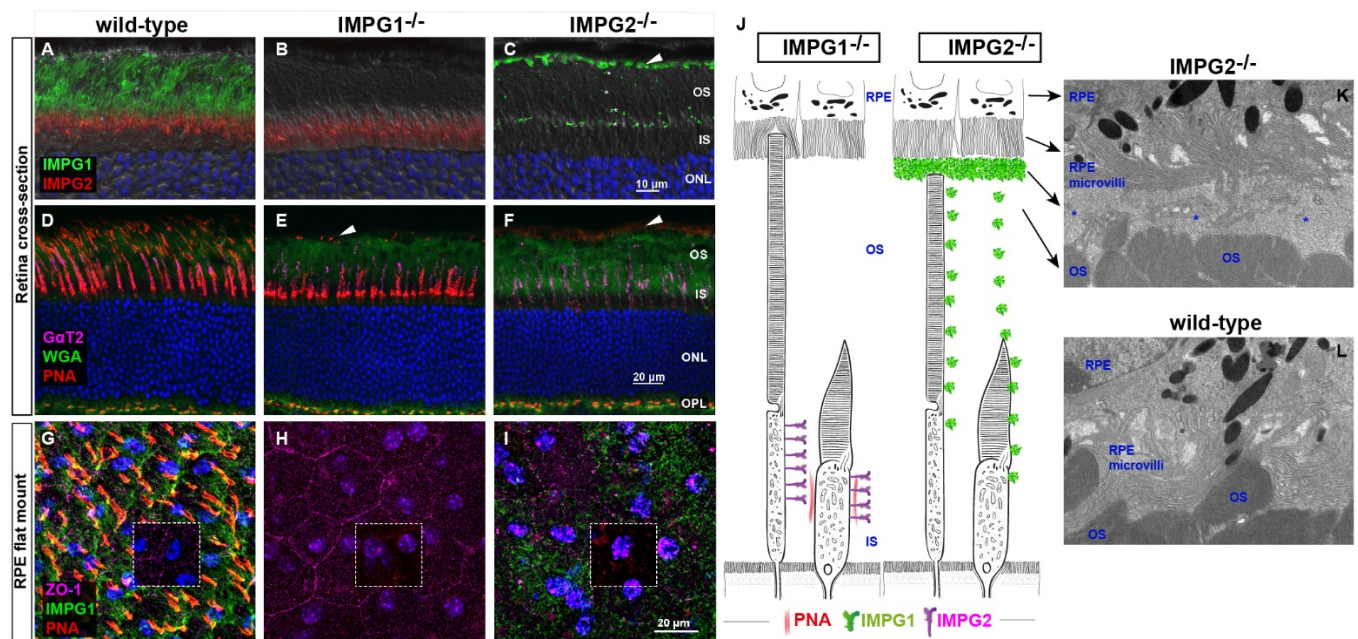 wild-type
IMPG1-/-
IMPG2-/-
Retina cross-section
A
IMPG1
IMPG2
B
C
OS
*
*
IS
ONL
10 µm
D
GαT2
WGA
PNA
E
F
OS
IS
ONL
20 µm
OPL
RPE flat mount
G
ZO-1
IMPG1
PNA
H
I
20 µm
J
IMPG1-/-
IMPG2-/-
RPE
OS
IS
PNA
IMPG1
IMPG2
IMPG2-/-
K
RPE
RPE
microvilli
* * *
OS
OS
wild-type
L
RPE
RPE
microvilli
OS
OS